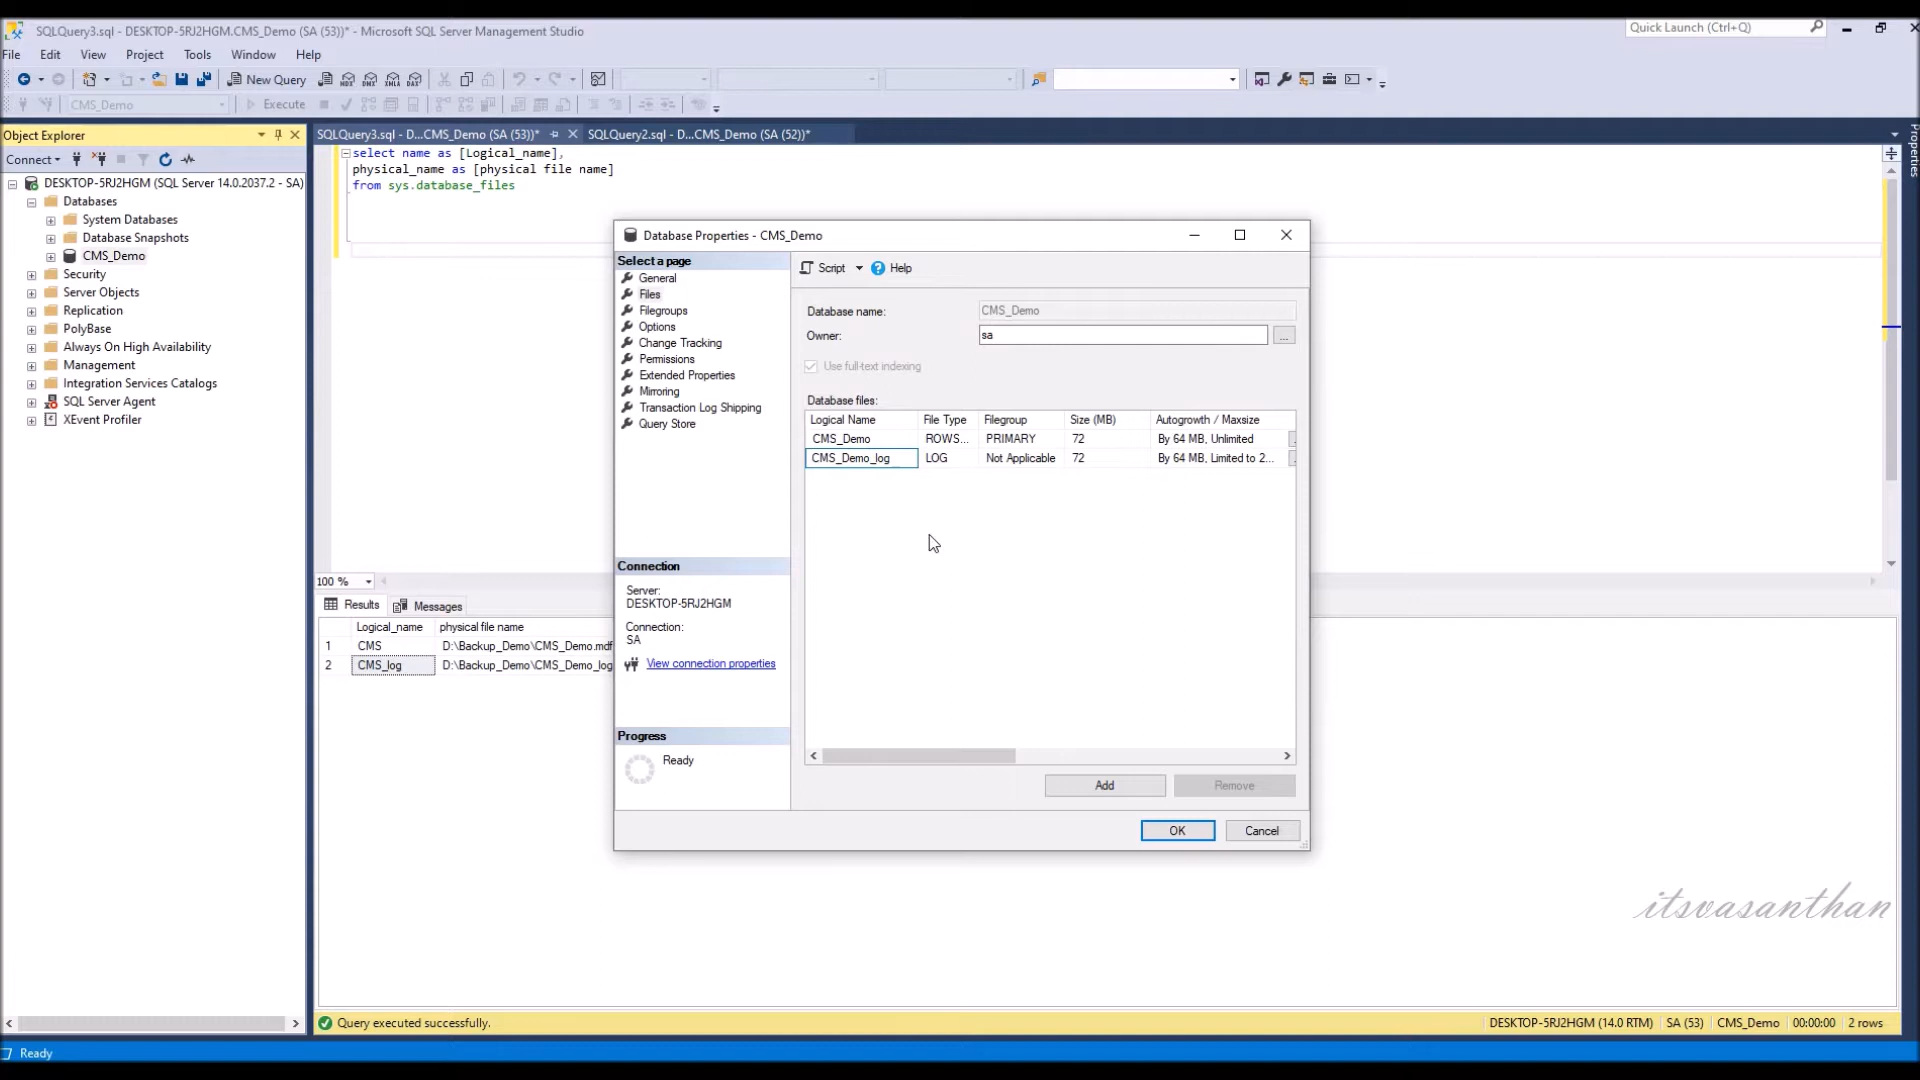 SQLQuery3.sql - DESKTOP-5RJ2HGM.CMS_Demo (SA (53))* - Microsoft SQL Server Management Studio
Quick Launch (Ctrl+Q)
File Edit View Project Tools Window Help
New Query
MDX DMX XMLA DAX
CMS_Demo
Execute
Object Explorer
SQLQuery3.sql - D...CMS_Demo (SA (53))*
SQLQuery2.sql - D...CMS_Demo (SA (52))*
Properties
Connect
DESKTOP-5RJ2HGM (SQL Server 14.0.2037.2 - SA)
Databases
System Databases
Database Snapshots
CMS_Demo
Security
Server Objects
Replication
PolyBase
Always On High Availability
Management
Integration Services Catalogs
SQL Server Agent
XEvent Profiler
select name as [Logical_name],
physical_name as [physical file name]
from sys.database_files
Database Properties - CMS_Demo
Select a page
General
Files
Filegroups
Options
Change Tracking
Permissions
Extended Properties
Mirroring
Transaction Log Shipping
Query Store
Connection
Server:
DESKTOP-5RJ2HGM
Connection:
SA
View connection properties
Progress
Ready
Script Help
Database name: CMS_Demo
Owner: sa ...
Use full-text indexing
Database files:
Logical Name File Type Filegroup Size (MB) Autogrowth / Maxsize
CMS_Demo ROWS... PRIMARY 72 By 64 MB, Unlimited
CMS_Demo_log LOG Not Applicable 72 By 64 MB, Limited to 2...
Add Remove
OK Cancel
100 %
Results Messages
Logical_name physical file name
1 CMS D:\Backup_Demo\CMS_Demo.mdf
2 CMS_log D:\Backup_Demo\CMS_Demo_log
itsvasanthan
Query executed successfully.
DESKTOP-5RJ2HGM (14.0 RTM) SA (53) CMS_Demo 00:00:00 2 rows
Ready